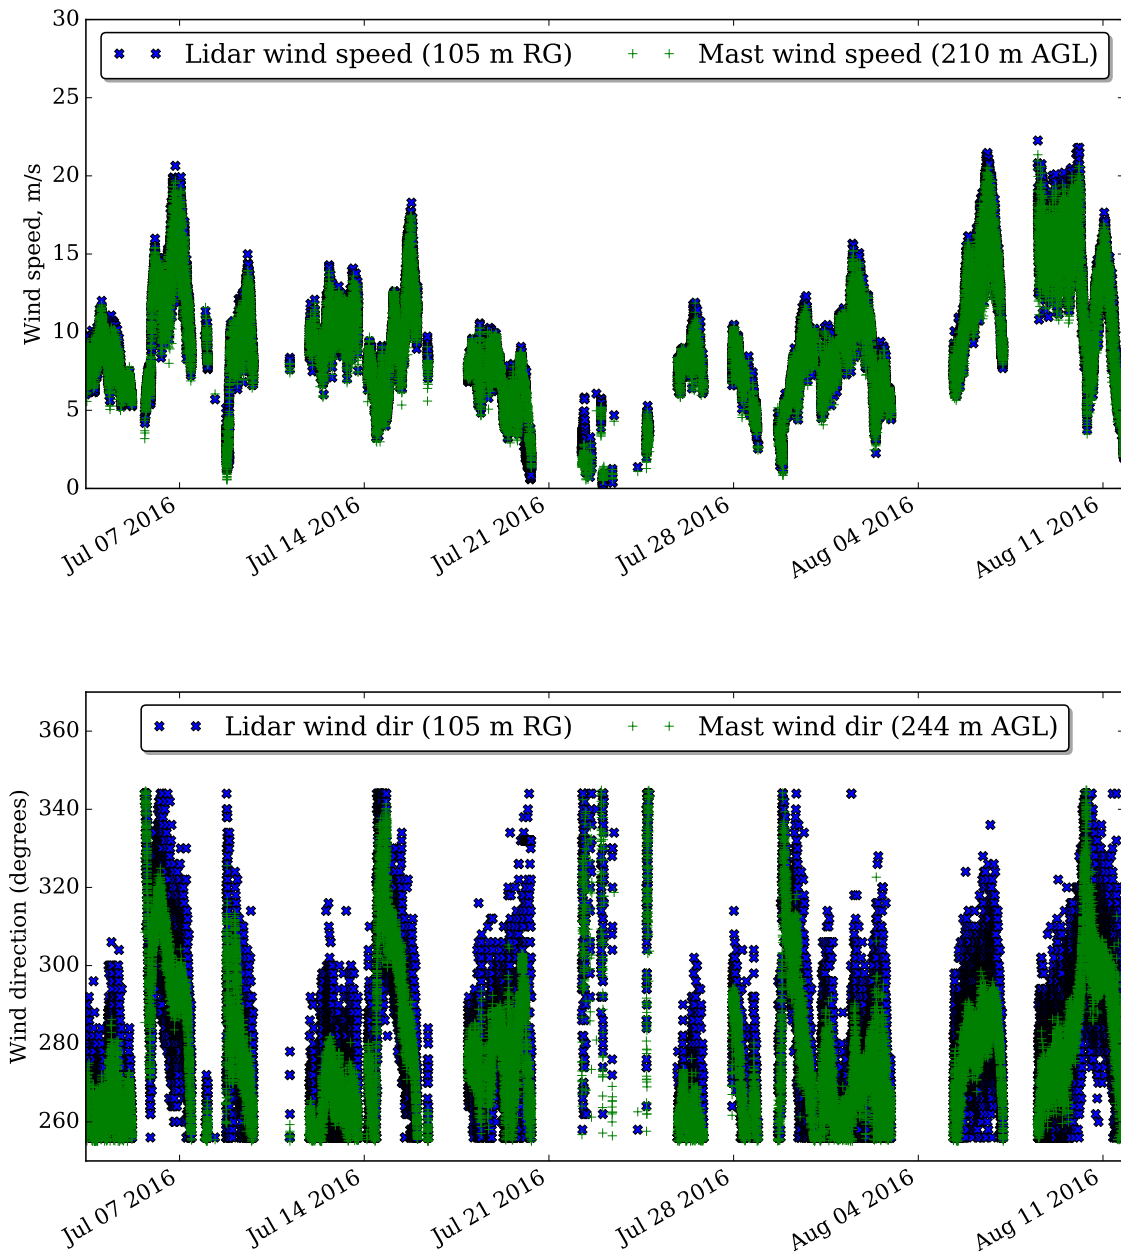 30
Lidar wind speed (105 m RG) Mast wind speed (210 m AGL)
25
20
15
10
5
0
Wind speed, m/s
Jul 07 2016 Jul 14 2016 Jul 21 2016 Jul 28 2016 Aug 04 2016 Aug 11 2016
Lidar wind dir (105 m RG) Mast wind dir (244 m AGL)
360
340
320
300
280
260
Wind direction (degrees)
Jul 07 2016 Jul 14 2016 Jul 21 2016 Jul 28 2016 Aug 04 2016 Aug 11 2016